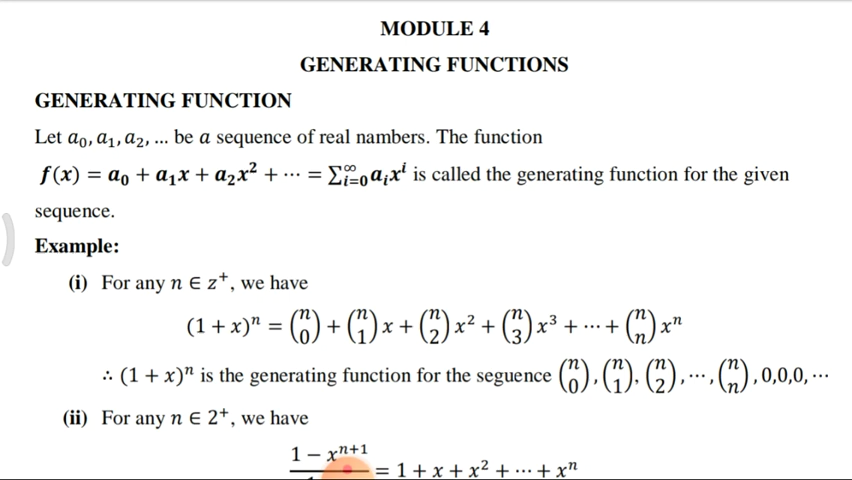 MODULE 4
GENERATING FUNCTIONS
GENERATING FUNCTION
Let a₀, a₁, a₂, ... be a sequence of real numbers. The function
f(x) = a₀ + a₁x + a₂x² + ⋯ = ∑ᵢ₌₀^∞ aᵢxⁱ is called the generating function for the given
sequence.
Example:
(i) For any n ∈ z⁺, we have
(1 + x)ⁿ = (n 0) + (n 1) x + (n 2) x² + (n 3) x³ + ⋯ + (n n) xⁿ
∴ (1 + x)ⁿ is the generating function for the seguence (n 0), (n 1), (n 2), ⋯, (n n), 0,0,0, ⋯
(ii) For any n ∈ 2⁺, we have
1 − xⁿ⁺¹
= 1 + x + x² + ⋯ + xⁿ